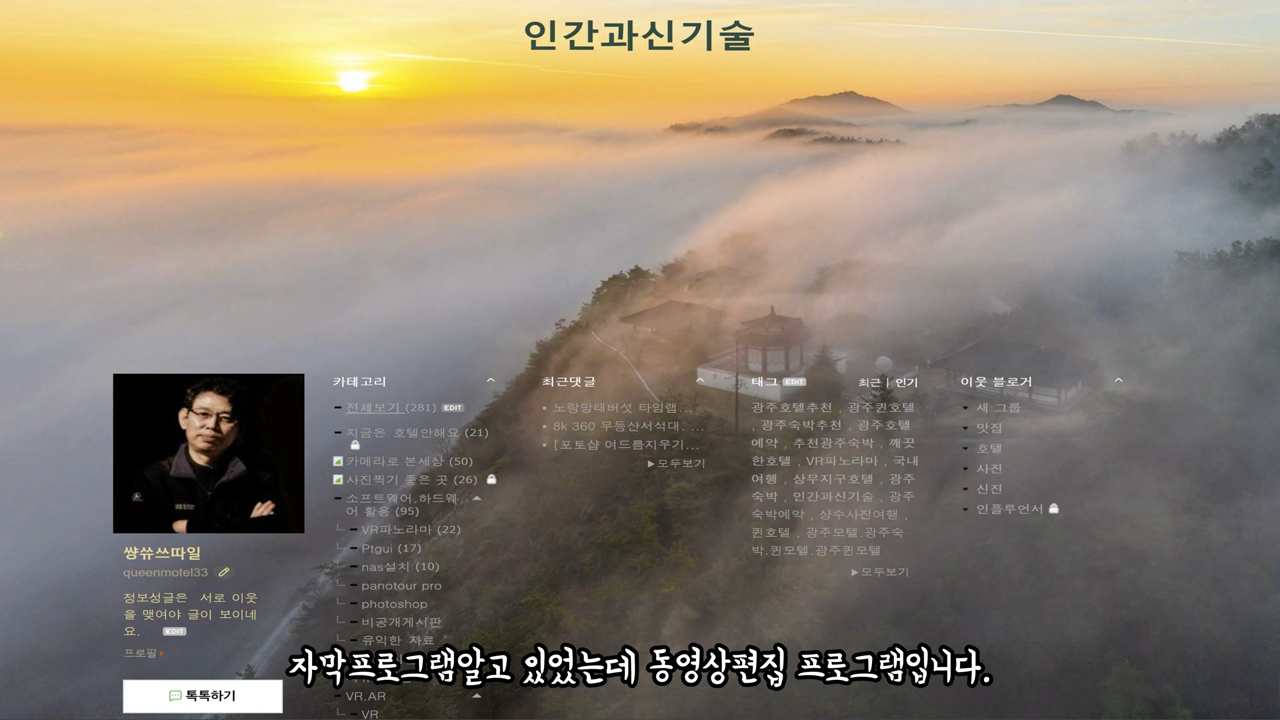 인간과신기술
쌩쓔쓰따일
queenmotel33
정보성글은 서로 이웃
을 맺여야 글이 보이네
요. EDIT
프로필
톡톡하기
카테고리
전체보기 (281) EDIT
지금은 호텔안해요 (21)
카메라로 본세상 (50)
사진찍기 좋은 곳 (26)
소프트웨어,하드웨
어 활용 (95)
VR파노라마 (22)
Ptgui (17)
nas설치 (10)
panotour pro
photoshop
비공개게시판
유익한 자료
VR.AR
VR
최근댓글
노랑망태버섯 타임랩...
8k 360 무등산서석대. ...
[포토샵 여드름지우기...
▶모두보기
태그 EDIT 최근 | 인기
광주호텔추천 , 광주퀸호텔
, 광주숙박추천 , 광주호텔
예약 , 추천광주숙박 , 깨끗
한호텔 , VR파노라마 , 국내
여행 , 상무지구호텔 , 광주
숙박 , 인간과신기술 , 광주
숙박예약 , 상수사진여행 ,
퀸호텔 , 광주모텔.광주숙
박.퀸모텔.광주퀸모텔
▶모두보기
이웃 블로거
새 그룹
맛집
호텔
사진
신진
인플루언서
자막프로그램알고 있었는데 동영상편집 프로그램입니다.